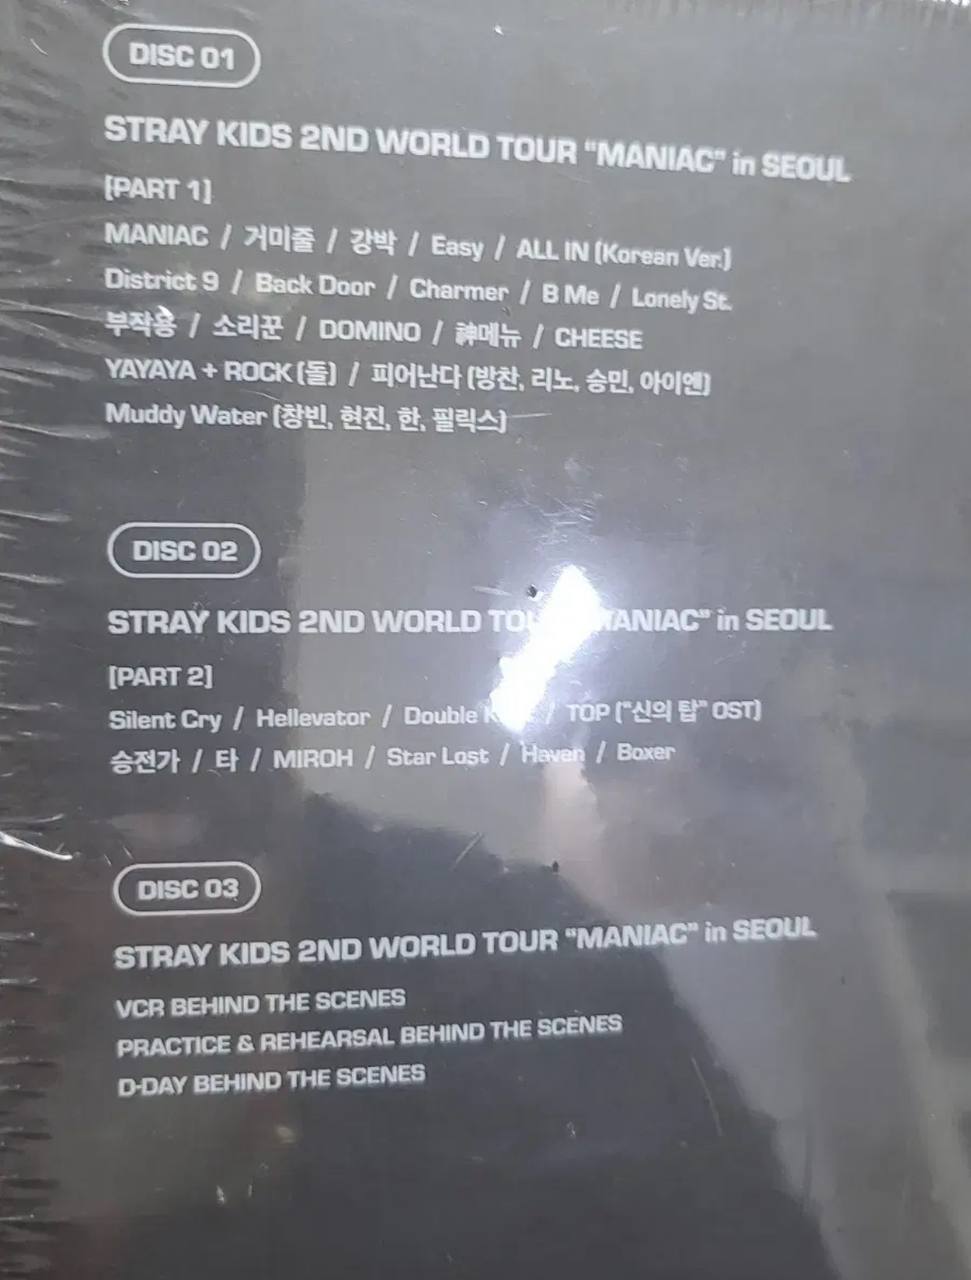 DISC 01
STRAY KIDS 2ND WORLD TOUR "MANIAC" in SEOUL
[PART 1]
MANIAC / 거미줄 / 강박 / Easy / ALL IN (Korean Ver.)
District 9 / Back Door / Charmer / B Me / Lonely St.
부작용 / 소리꾼 / DOMINO / 神메뉴 / CHEESE
YAYAYA + ROCK (돌) / 피어난다 (방찬, 리노, 승민, 아이엔)
Muddy Water (창빈, 현진, 한, 필릭스)
DISC 02
STRAY KIDS 2ND WORLD in SEOUL
[PART 2]
Silent Cry / Hellevator / Double / TOP ("신의 탑" OST)
승전가 / 타 / MIROH / Star Lost / Haven / Boxer
DISC 03
STRAY KIDS 2ND WORLD TOUR "MANIAC" in SEOUL
VCR BEHIND THE SCENES
PRACTICE & REHEARSAL BEHIND THE SCENES
D-DAY BEHIND THE SCENES